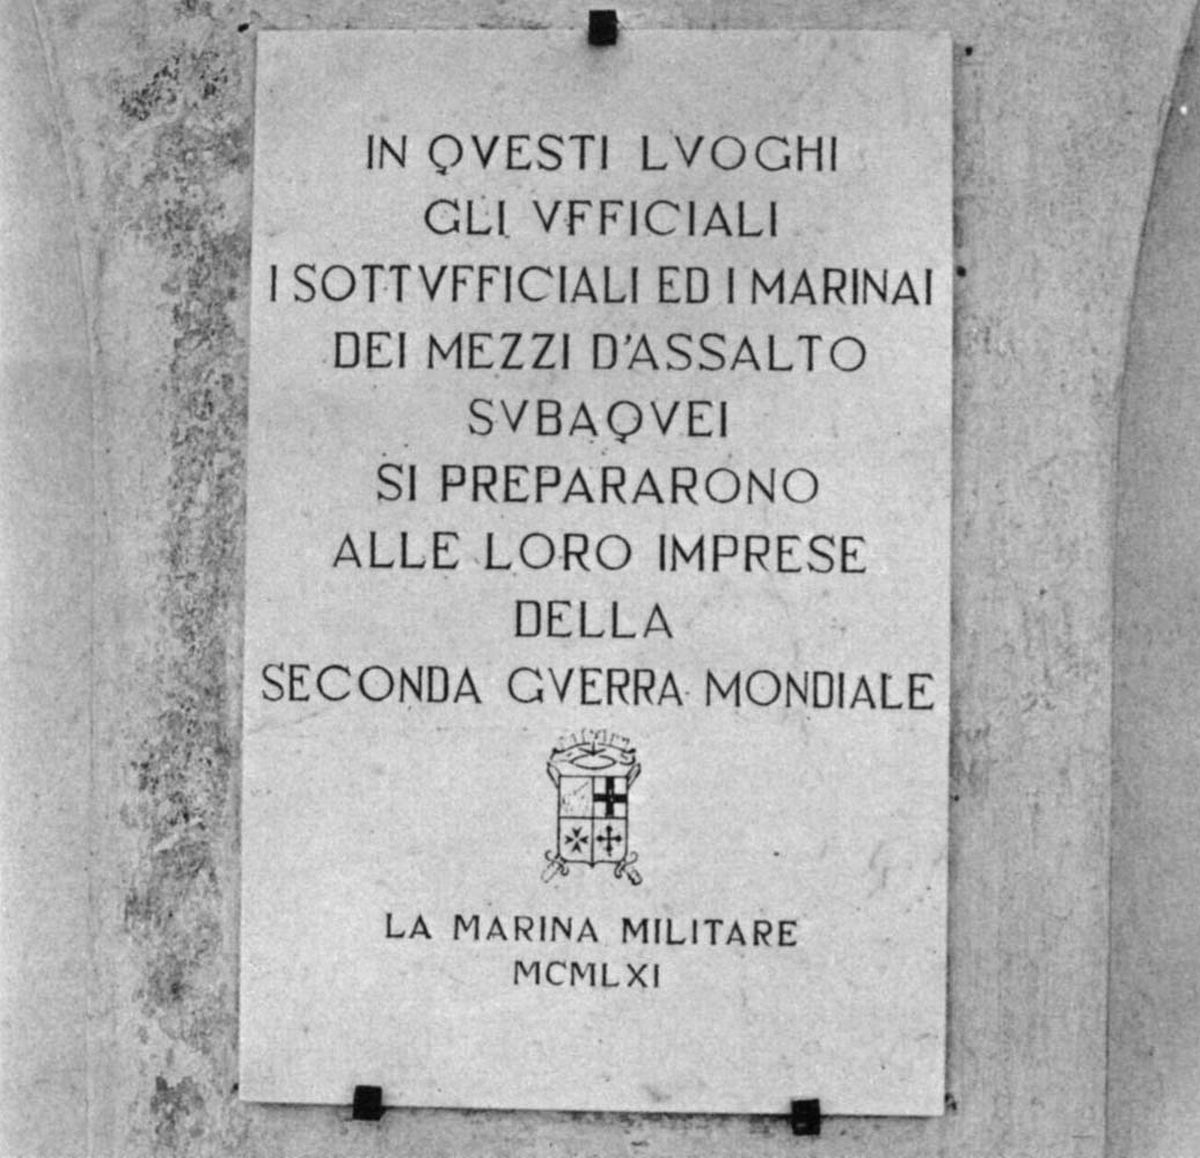 IN QVESTI LVOGHI
GLI VFFICIALI
I SOTTVFFICIALI ED I MARINAI
DEI MEZZI D'ASSALTO
SVBAQVEI
SI PREPARARONO
ALLE LORO IMPRESE
DELLA
SECONDA GVERRA MONDIALE
LA MARINA MILITARE
MCMLXI